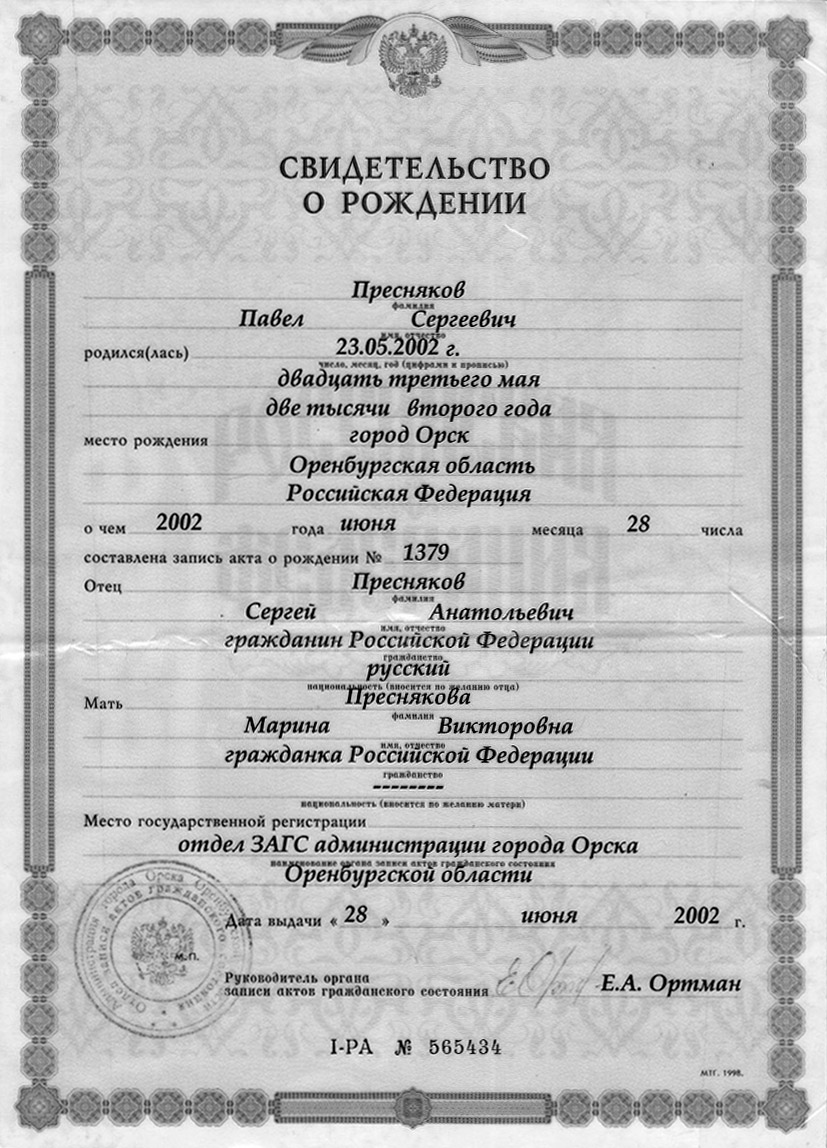 СВИДЕТЕЛЬСТВО
О РОЖДЕНИИ
Пресняков
фамилия
Павел Сергеевич
имя, отчество
родился(лась) 23.05.2002 г.
число, месяц, год (цифрами и прописью)
двадцать третьего мая
две тысячи второго года
место рождения город Орск
Оренбургская область
Российская Федерация
о чем 2002 года июня месяца 28 числа
составлена запись акта о рождении № 1379
Отец Пресняков
фамилия
Сергей Анатольевич
имя, отчество
гражданин Российской Федерации
гражданство
русский
национальность (вносится по желанию отца)
Мать Преснякова
фамилия
Марина Викторовна
имя, отчество
гражданка Российской Федерации
гражданство
--------
национальность (вносится по желанию матери)
Место государственной регистрации
отдел ЗАГС администрации города Орска
наименование органа записи актов гражданского состояния
Оренбургской области
Дата выдачи « 28 » июня 2002 г.
М.П.
Руководитель органа
записи актов гражданского состояния Е.А. Ортман
I-РА № 565434
МТГ. 1998.